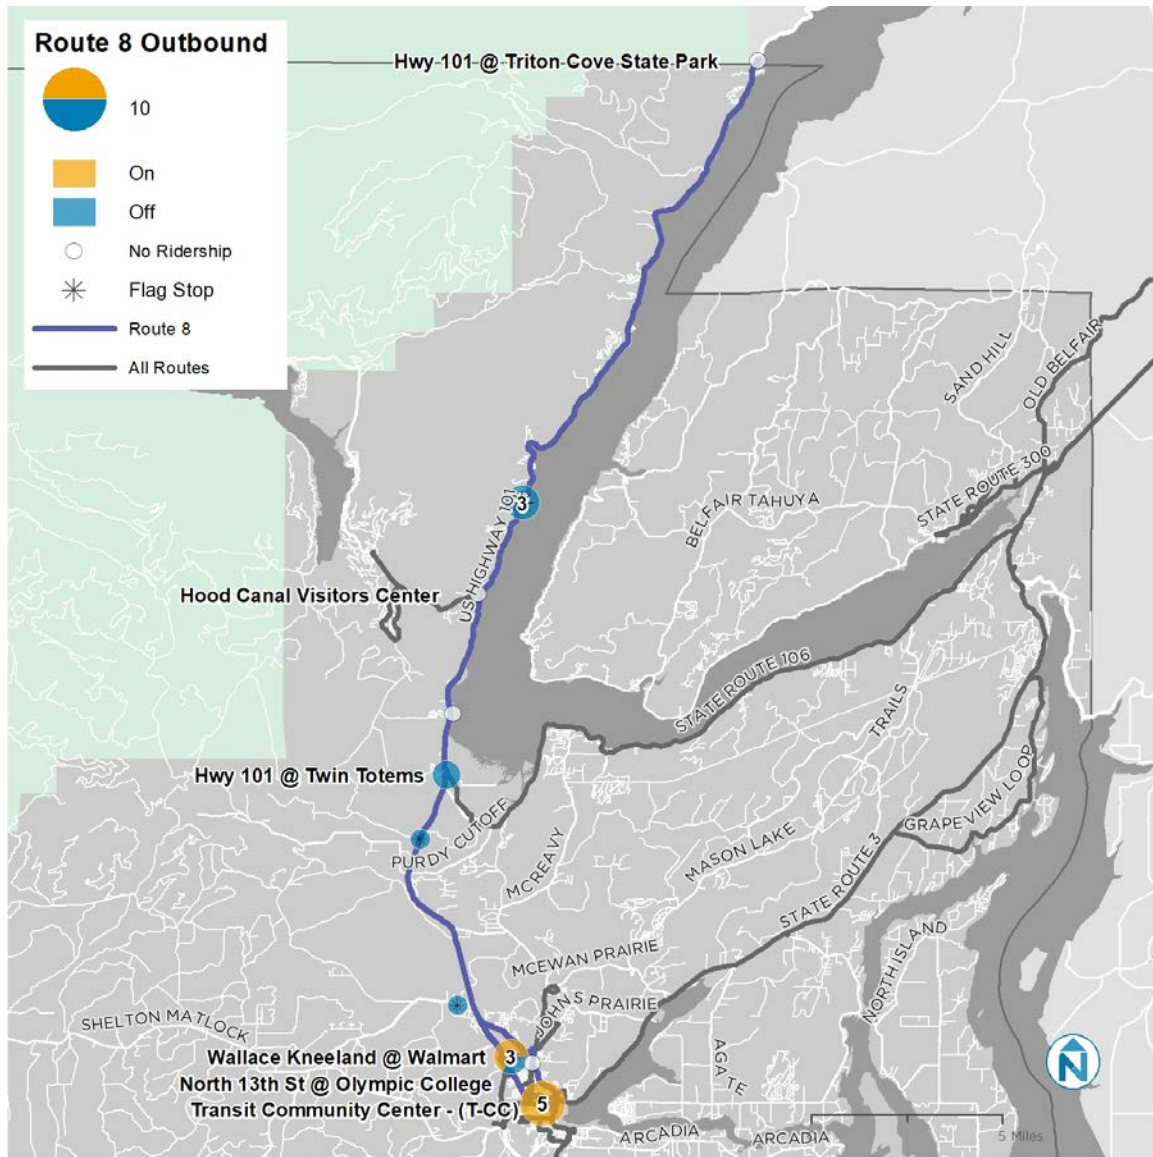 Route 8 Outbound
10
On
Off
No Ridership
Flag Stop
Route 8
All Routes
Hwy 101 @ Triton Cove State Park
SAND HILL
OLD BELFAIR
STATE ROUTE 300
BELFAIR TAHUYA
3
US HIGHWAY 101
Hood Canal Visitors Center
STATE ROUTE 106
TRAILS
Hwy 101 @ Twin Totems
GRAPEVIEW LOOP
PURDY CUTOFF
MCREAVY
MASON LAKE
STATE ROUTE 3
NORTH ISLAND
MCEWAN PRAIRIE
JOHNS PRAIRIE
SHELTON MATLOCK
AGATE
Wallace Kneeland @ Walmart
3
North 13th St @ Olympic College
Transit Community Center - (T-CC)
5
N
ARCADIA
ARCADIA
5 Miles